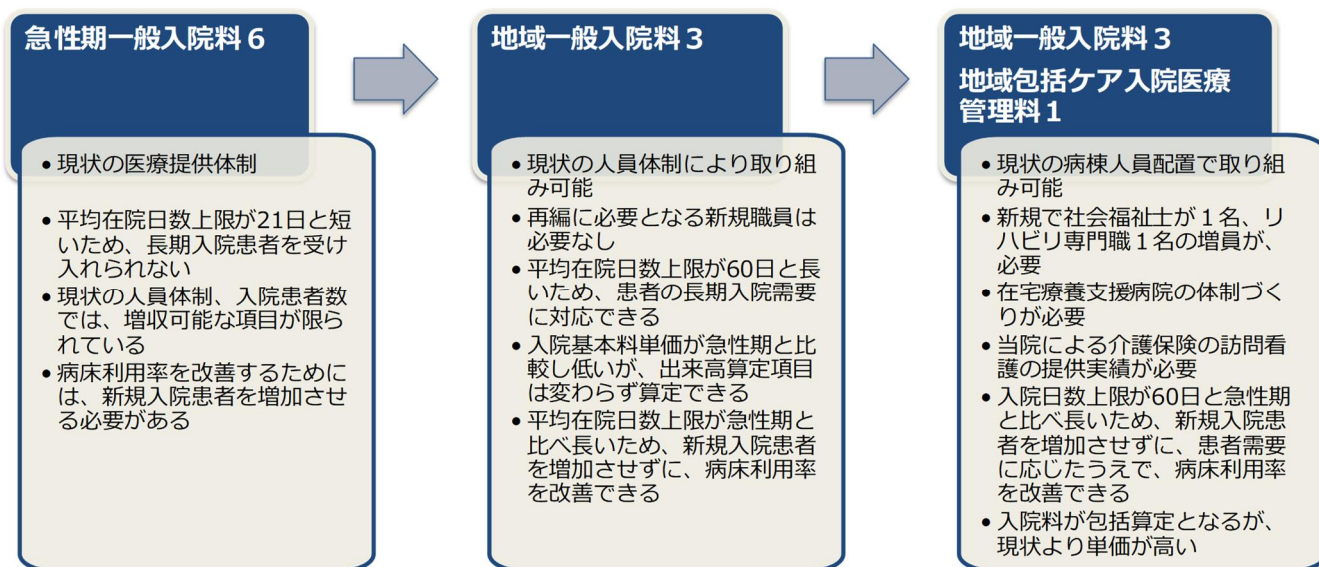 急性期一般入院料６
• 現状の医療提供体制
• 平均在院日数上限が21日と短
いため、長期入院患者を受け
入れられない
• 現状の人員体制、入院患者数
では、増収可能な項目が限ら
れている
• 病床利用率を改善するために
は、新規入院患者を増加させ
る必要がある
地域一般入院料３
• 現状の人員体制により取り組
み可能
• 再編に必要となる新規職員は
必要なし
• 平均在院日数上限が60日と長
いため、患者の長期入院需要
に対応できる
• 入院基本料単価が急性期と比
較し低いが、出来高算定項目
は変わらず算定できる
• 平均在院日数上限が急性期と
比べ長いため、新規入院患者
を増加させずに、病床利用率
を改善できる
地域一般入院料３
地域包括ケア入院医療
管理料１
• 現状の病棟人員配置で取り組
み可能
• 新規で社会福祉士が１名、リ
ハビリ専門職１名の増員が、
必要
• 在宅療養支援病院の体制づく
りが必要
• 当院による介護保険の訪問看
護の提供実績が必要
• 入院日数上限が60日と急性期
と比べ長いため、新規入院患
者を増加させずに、患者需要
に応じたうえで、病床利用率
を改善できる
• 入院料が包括算定となるが、
現状より単価が高い